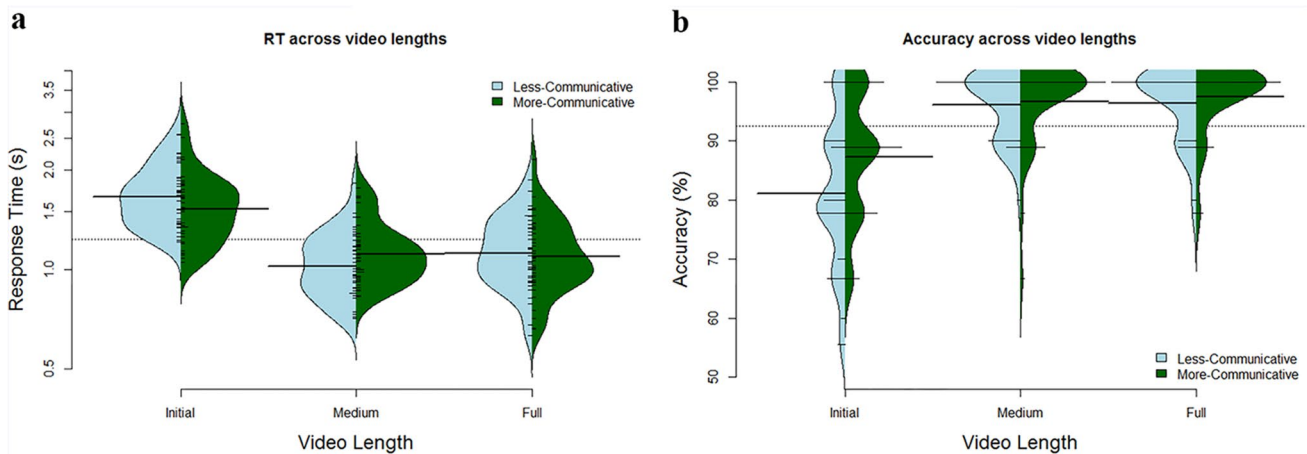 a
RT across video lengths
Less-Communicative
More-Communicative
Response Time (s)
3.5
2.5
2.0
1.5
1.0
0.5
Initial
Medium
Full
Video Length
b
Accuracy across video lengths
Accuracy (%)
100
90
80
70
60
50
Less-Communicative
More-Communicative
Initial
Medium
Full
Video Length